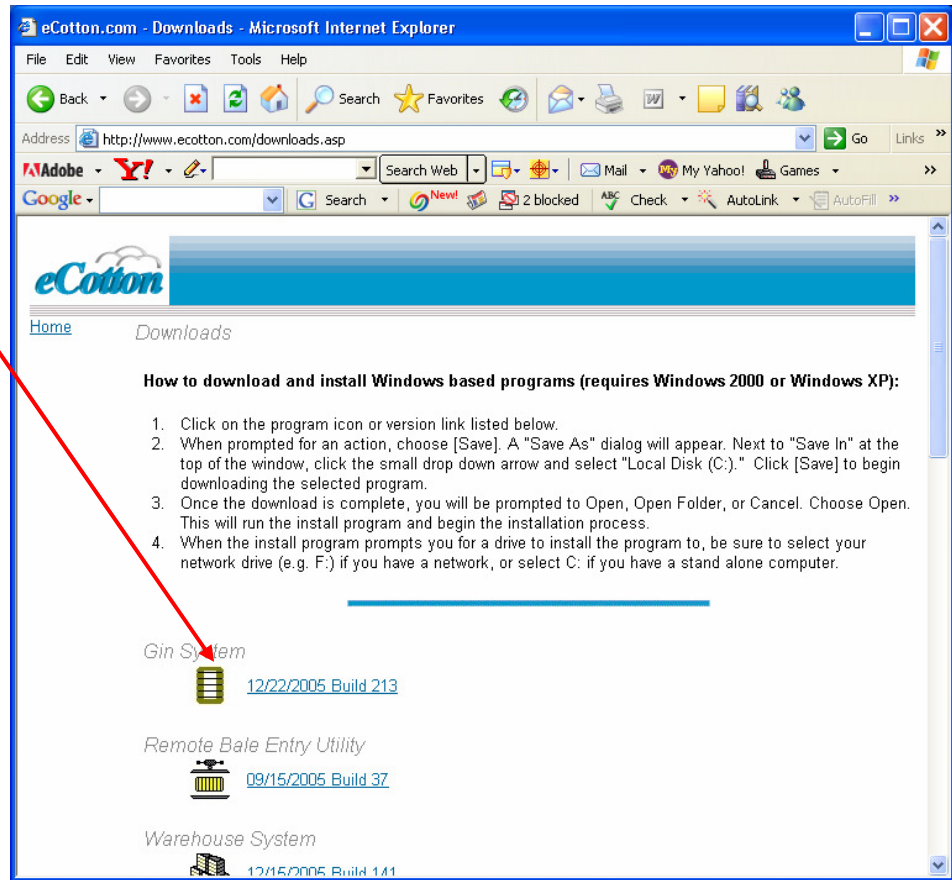 eCotton.com - Downloads - Microsoft Internet Explorer
File Edit View Favorites Tools Help
Back Search Favorites
Address http://www.ecotton.com/downloads.asp Go Links »
Adobe Y! Search Web Mail My Yahoo! Games »
Google Search New! 2 blocked ABC Check AutoLink AutoFill »
eCotton
Home
Downloads
How to download and install Windows based programs (requires Windows 2000 or Windows XP):
1. Click on the program icon or version link listed below.
2. When prompted for an action, choose [Save]. A "Save As" dialog will appear. Next to "Save In" at the
top of the window, click the small drop down arrow and select "Local Disk (C:)." Click [Save] to begin
downloading the selected program.
3. Once the download is complete, you will be prompted to Open, Open Folder, or Cancel. Choose Open.
This will run the install program and begin the installation process.
4. When the install program prompts you for a drive to install the program to, be sure to select your
network drive (e.g. F:) if you have a network, or select C: if you have a stand alone computer.
Gin System
12/22/2005 Build 213
Remote Bale Entry Utility
09/15/2005 Build 37
Warehouse System
12/15/2005 Build 141